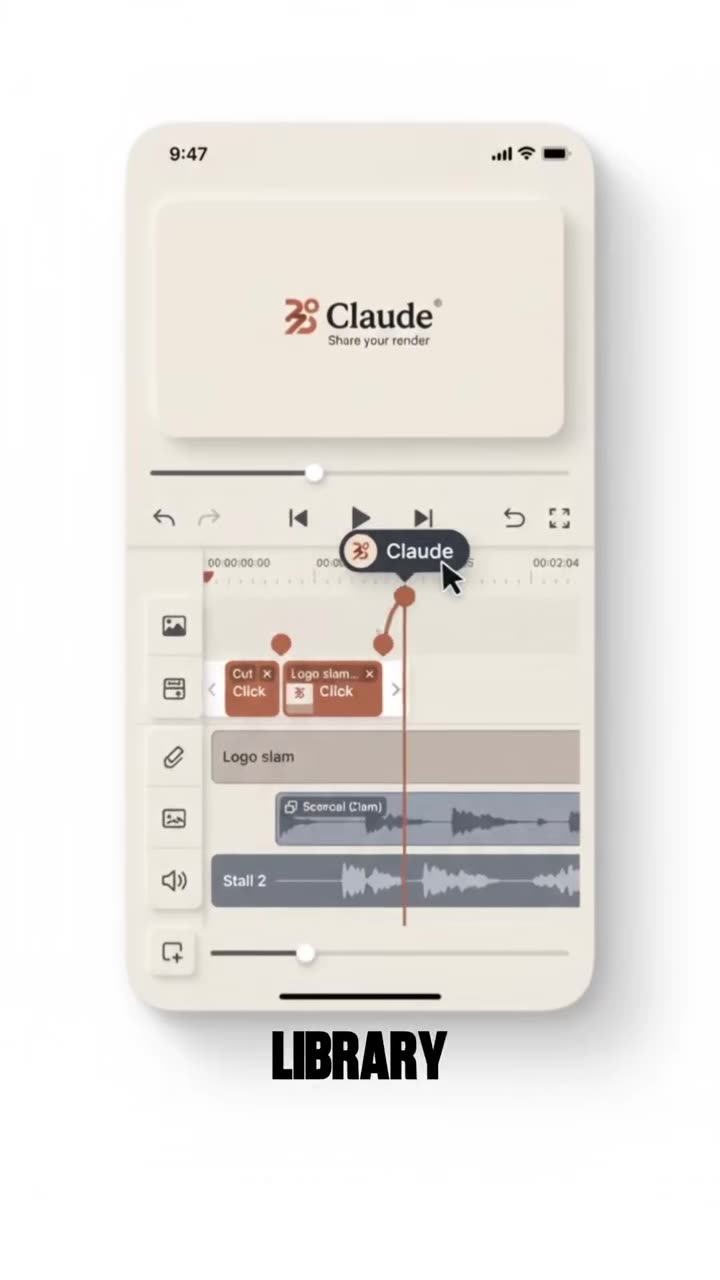 9:47
Claude
Share your render
Claude
00:00:00:00
00:02:04
Cut
Logo slam...
Click
Click
Logo slam
Stall 2
LIBRARY